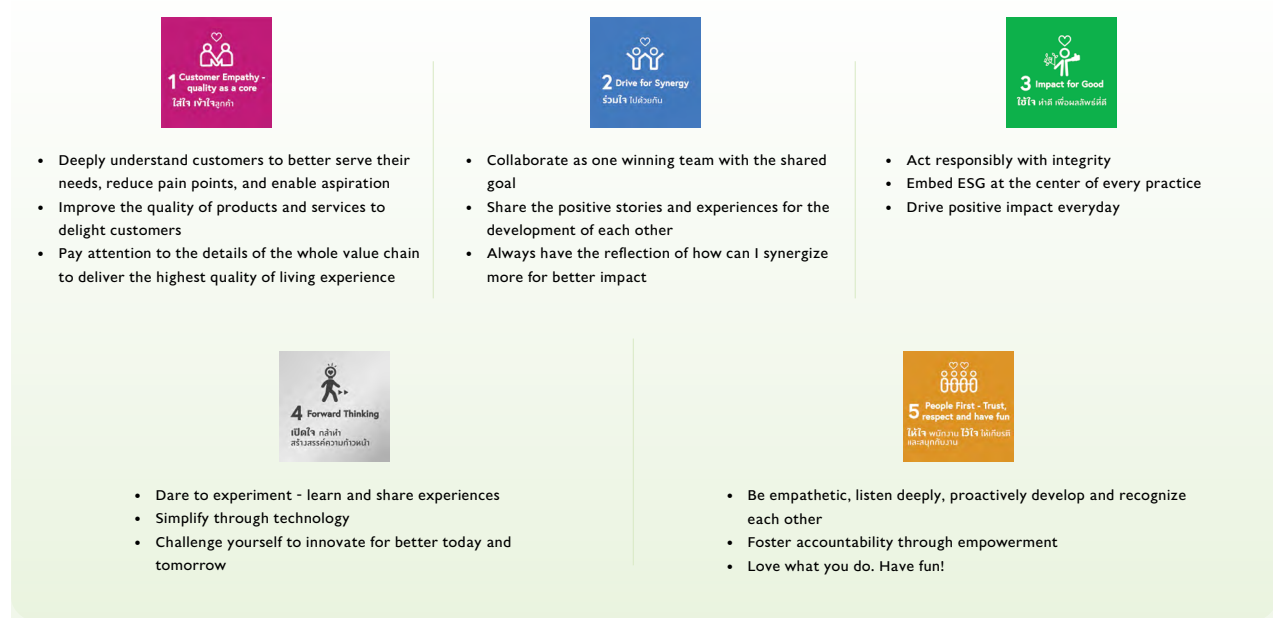 1 Customer Empathy -
quality as a core
ใส่ใจ เข้าใจลูกค้า
• Deeply understand customers to better serve their
needs, reduce pain points, and enable aspiration
• Improve the quality of products and services to
delight customers
• Pay attention to the details of the whole value chain
to deliver the highest quality of living experience
2 Drive for Synergy
ร่วมใจ ไปด้วยกัน
• Collaborate as one winning team with the shared
goal
• Share the positive stories and experiences for the
development of each other
• Always have the reflection of how can I synergize
more for better impact
3 Impact for Good
ใช้ใจ ทำดี เพื่อผลลัพธ์ที่ดี
• Act responsibly with integrity
• Embed ESG at the center of every practice
• Drive positive impact everyday
4 Forward Thinking
เปิดใจ กล้าทำ
สร้างสรรค์ความก้าวหน้า
• Dare to experiment - learn and share experiences
• Simplify through technology
• Challenge yourself to innovate for better today and
tomorrow
5 People First - Trust,
respect and have fun
ให้ใจ พนักงาน ไว้ใจ ให้เกียรติ
และสนุกกับงาน
• Be empathetic, listen deeply, proactively develop and recognize
each other
• Foster accountability through empowerment
• Love what you do. Have fun!